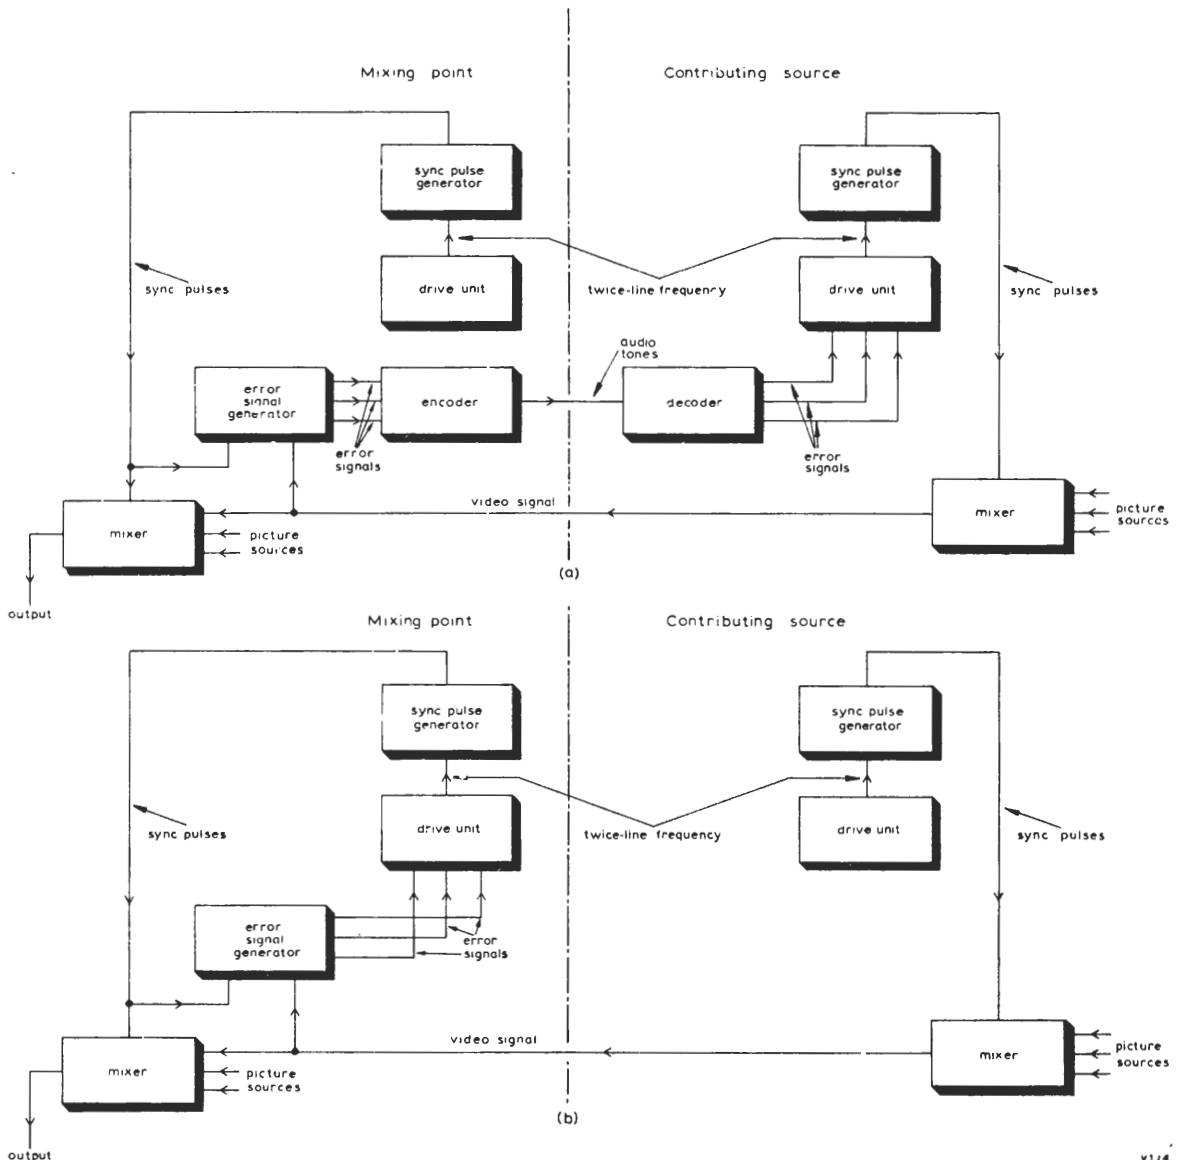 Mixing point
Contributing source
sync pulse
generator
sync pulse
generator
drive unit
drive unit
sync pulses
twice-line frequency
sync pulses
audio
tones
error
signal
generator
encoder
decoder
error
signals
error
signals
video signal
mixer
picture
sources
mixer
picture
sources
(a)
output
Mixing point
Contributing source
sync pulse
generator
sync pulse
generator
drive unit
drive unit
sync pulses
twice-line frequency
sync pulses
error
signal
generator
error
signals
video signal
mixer
picture
sources
mixer
picture
sources
(b)
output